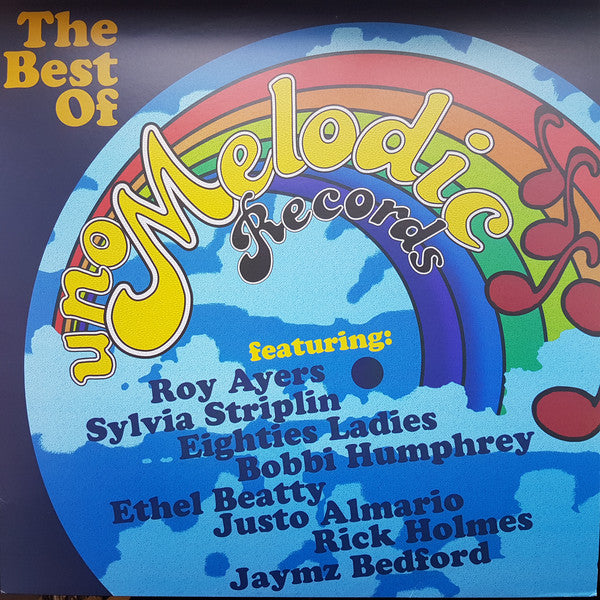 The
Best
Of
uno Melodic
Records
featuring:
Roy Ayers
Sylvia Striplin
Eighties Ladies
Bobbi Humphrey
Ethel Beatty
Justo Almario
Rick Holmes
Jaymz Bedford